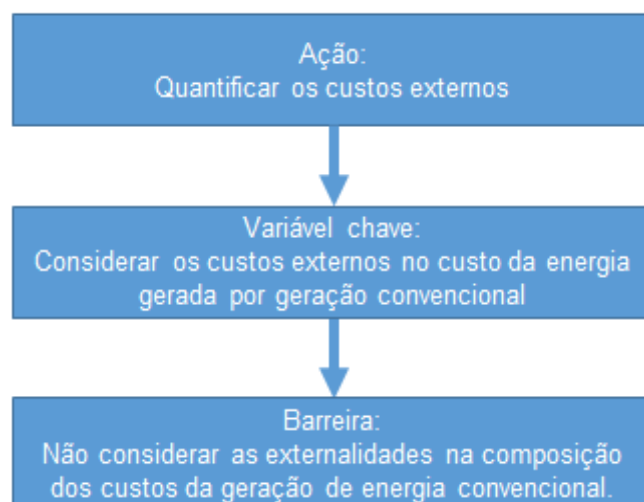 Ação:
Quantificar os custos externos
Variável chave:
Considerar os custos externos no custo da energia
gerada por geração convencional
Barreira:
Não considerar as externalidades na composição
dos custos da geração de energia convencional.